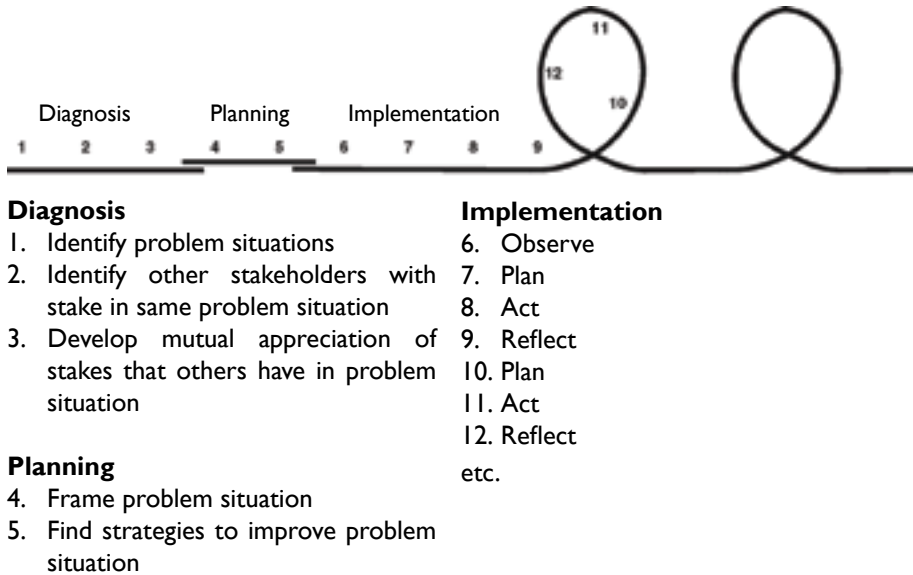 11
12
10
Diagnosis Planning Implementation
1 2 3 4 5 6 7 8 9
Diagnosis
1. Identify problem situations
2. Identify other stakeholders with
stake in same problem situation
3. Develop mutual appreciation of
stakes that others have in problem
situation
Planning
4. Frame problem situation
5. Find strategies to improve problem
situation
Implementation
6. Observe
7. Plan
8. Act
9. Reflect
10. Plan
11. Act
12. Reflect
etc.